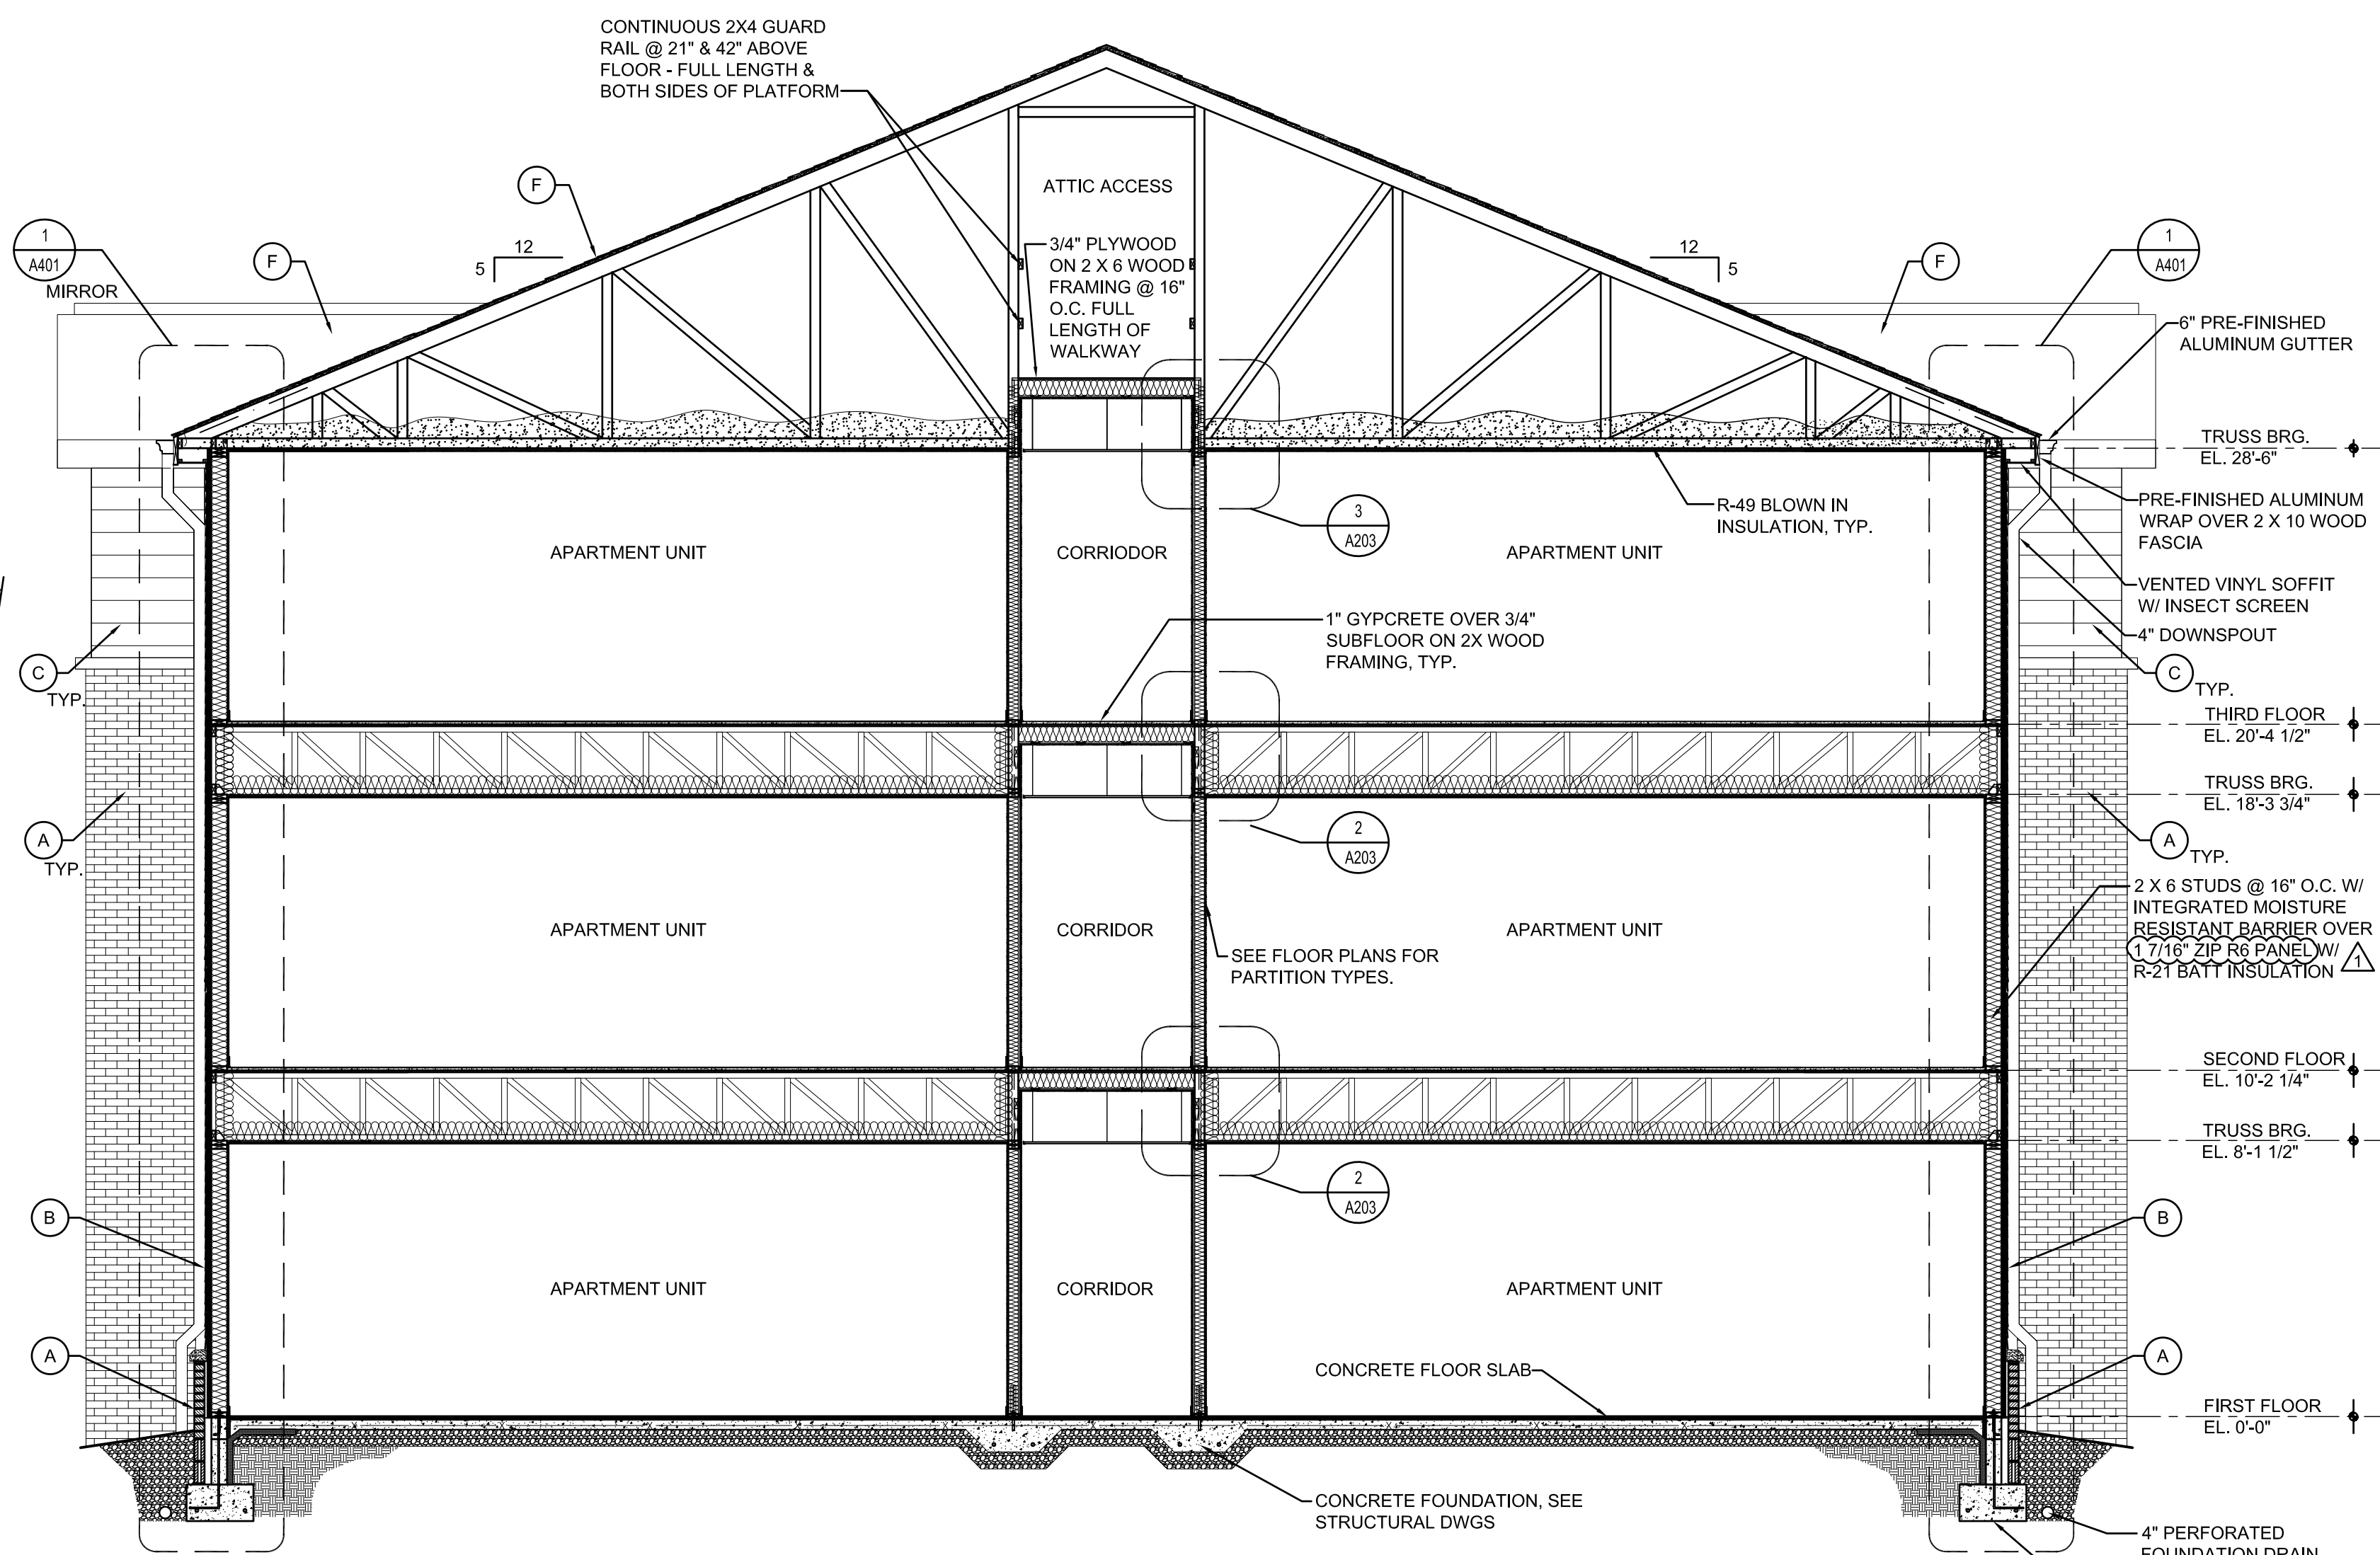 CONTINUOUS 2X4 GUARD
RAIL @ 21" & 42" ABOVE
FLOOR - FULL LENGTH &
BOTH SIDES OF PLATFORM
F
ATTIC ACCESS
1
A401
MIRROR
F
12
5
3/4" PLYWOOD
ON 2 X 6 WOOD
FRAMING @ 16"
O.C. FULL
LENGTH OF
WALKWAY
12
5
F
1
A401
6" PRE-FINISHED
ALUMINUM GUTTER
TRUSS BRG.
EL. 28'-6"
R-49 BLOWN IN
INSULATION, TYP.
3
A203
PRE-FINISHED ALUMINUM
WRAP OVER 2 X 10 WOOD
FASCIA
APARTMENT UNIT
CORRIODOR
APARTMENT UNIT
VENTED VINYL SOFFIT
W/ INSECT SCREEN
4" DOWNSPOUT
1" GYPCRETE OVER 3/4"
SUBFLOOR ON 2X WOOD
FRAMING, TYP.
C
TYP.
C
TYP.
THIRD FLOOR
EL. 20'-4 1/2"
TRUSS BRG.
EL. 18'-3 3/4"
A
TYP.
2
A203
A
TYP.
2 X 6 STUDS @ 16" O.C. W/
INTEGRATED MOISTURE
RESISTANT BARRIER OVER
1 7/16" ZIP R6 PANEL W/
R-21 BATT INSULATION
1
APARTMENT UNIT
CORRIDOR
APARTMENT UNIT
SEE FLOOR PLANS FOR
PARTITION TYPES.
SECOND FLOOR
EL. 10'-2 1/4"
TRUSS BRG.
EL. 8'-1 1/2"
2
A203
B
B
APARTMENT UNIT
CORRIDOR
APARTMENT UNIT
A
CONCRETE FLOOR SLAB
A
FIRST FLOOR
EL. 0'-0"
CONCRETE FOUNDATION, SEE
STRUCTURAL DWGS
4" PERFORATED
FOUNDATION DRAIN